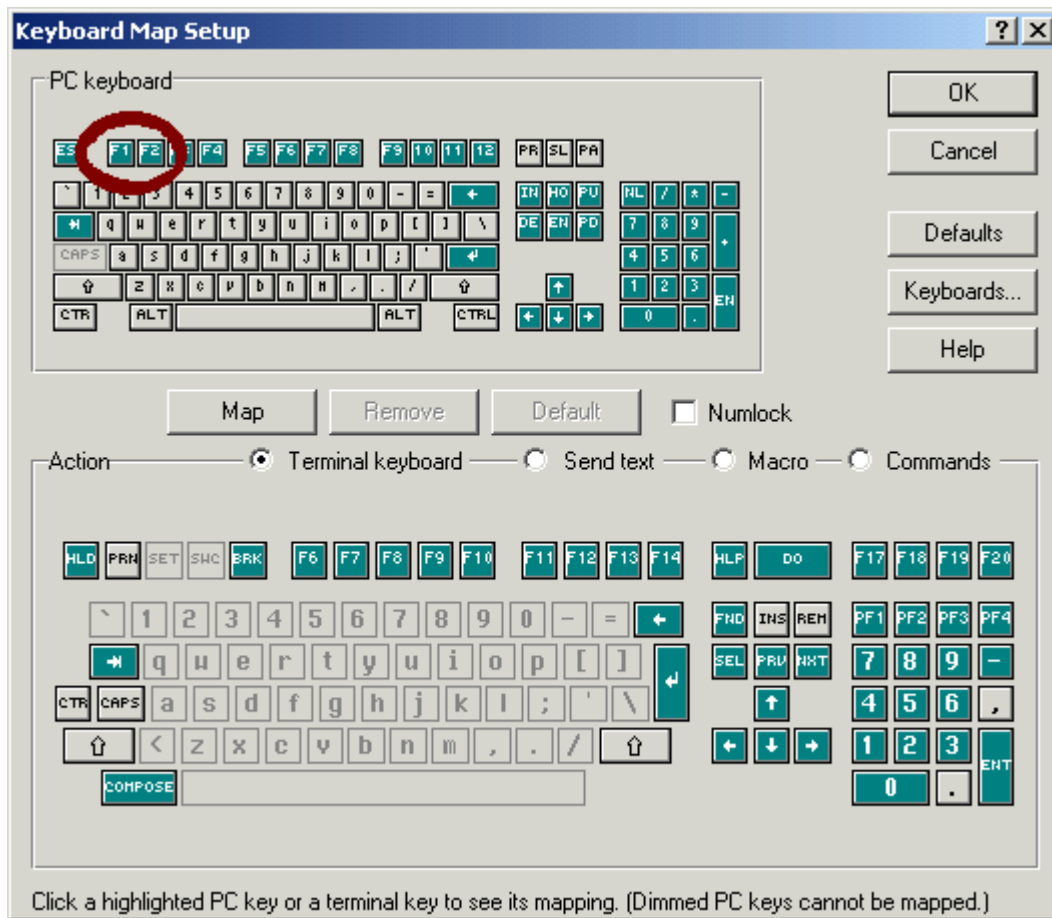 Keyboard Map Setup
PC keyboard
OK
ES F1 F2 F4 F5 F6 F7 F8 F9 10 11 12 PR SL PA
Cancel
` 1 2 3 4 5 6 7 8 9 0 - = IN HO PU NL / * -
q w e r t y u i o p [ ] \ DE EN PD 7 8 9 +
Defaults
CAPS a s d f g h j k l ; ' 4 5 6
z x c v b n m , . / 1 2 3 EN
Keyboards...
CTR ALT ALT CTRL 0 .
Help
Map Remove Default Numlock
Action Terminal keyboard Send text Macro Commands
HLD PRN SET SWC BRK F6 F7 F8 F9 F10 F11 F12 F13 F14 HLP DO F17 F18 F19 F20
` 1 2 3 4 5 6 7 8 9 0 - = FND INS REM PF1 PF2 PF3 PF4
q w e r t y u i o p [ ] SEL PRV NXT 7 8 9 -
CTR CAPS a s d f g h j k l ; ' \ 4 5 6 ,
< z x c v b n m , . / 1 2 3 ENT
COMPOSE 0 .
Click a highlighted PC key or a terminal key to see its mapping. (Dimmed PC keys cannot be mapped.)